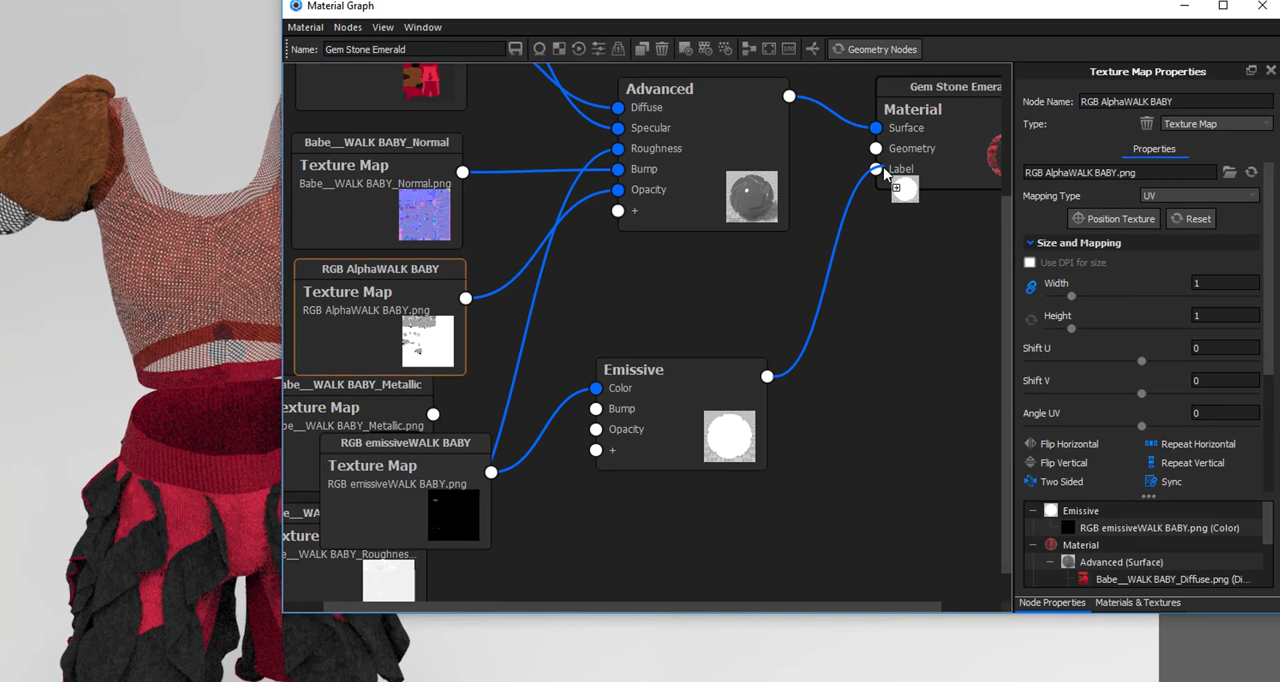 Material Graph
Material Nodes View Window
Name: Gem Stone Emerald
100
Geometry Nodes
Advanced
Diffuse
Specular
Roughness
Bump
Opacity
+
Gem Stone Emera
Material
Surface
Geometry
Label
Babe__WALK BABY_Normal
Texture Map
Babe__WALK BABY_Normal.png
RGB AlphaWALK BABY
Texture Map
RGB AlphaWALK BABY.png
abe__WALK BABY_Metallic
exture Map
abe__WALK BABY_Metallic.png
RGB emissiveWALK BABY
Texture Map
RGB emissiveWALK BABY.png
e__WA
xture
e__WALK BABY_Roughnes...
Emissive
Color
Bump
Opacity
+
Texture Map Properties
Node Name: RGB AlphaWALK BABY
Type: Texture Map
Properties
RGB AlphaWALK BABY.png
Mapping Type UV
Position Texture Reset
Size and Mapping
Use DPI for size
Width 1
Height 1
Shift U 0
Shift V 0
Angle UV 0
Flip Horizontal Repeat Horizontal
Flip Vertical Repeat Vertical
Two Sided Sync
Emissive
RGB emissiveWALK BABY.png (Color)
Material
Advanced (Surface)
Babe__WALK BABY_Diffuse.png (Di...
Node Properties Materials & Textures